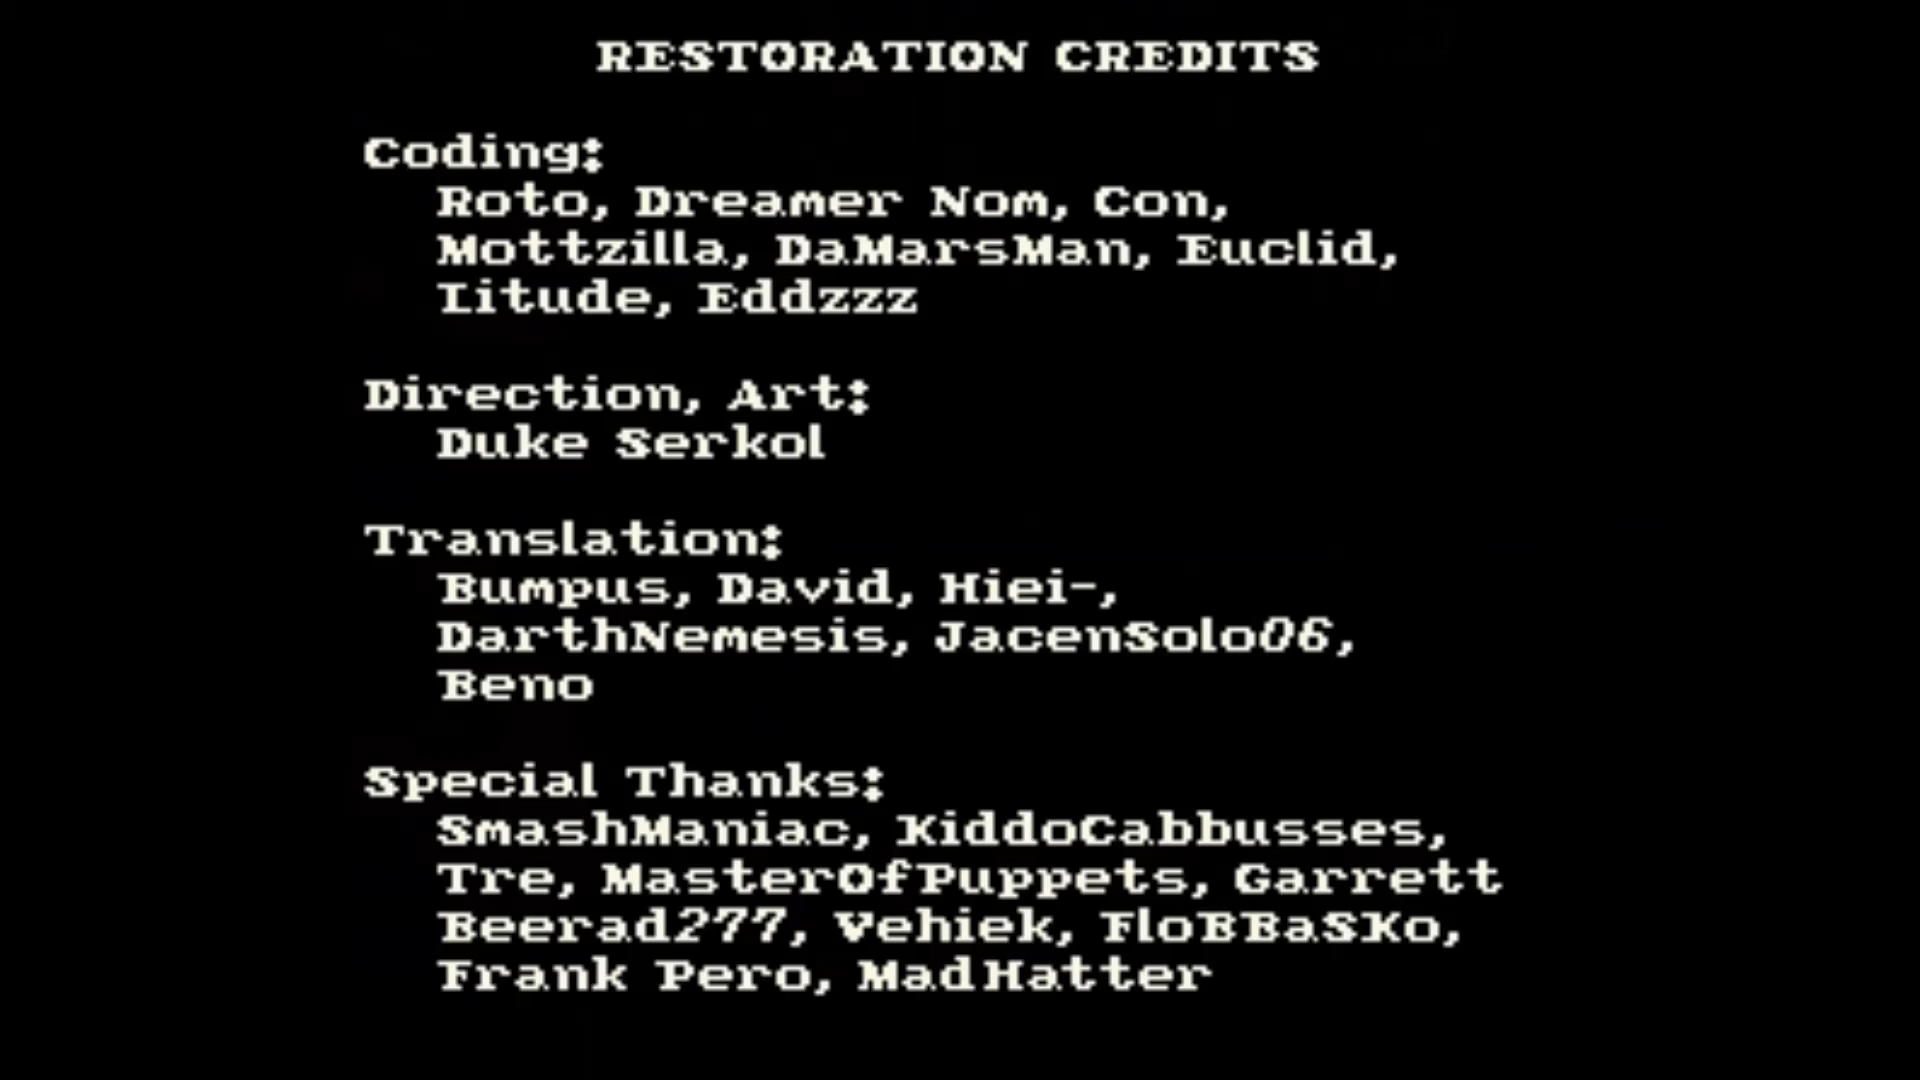 RESTORATION CREDITS
Coding:
Roto, Dreamer Nom, Con,
Mottzilla, DaMarsMan, Euclid,
Litude, Eddzzz
Direction, Art:
Duke Serkol
Translation:
Bumpus, David, Hiei-,
DarthNemesis, JacenSolo06,
Beno
Special Thanks:
SmashManiac, KiddoCabbusses,
Tre, MasterOfPuppets, Garrett
Beerad277, Vehiek, FloBBaSKo,
Frank Pero, MadHatter